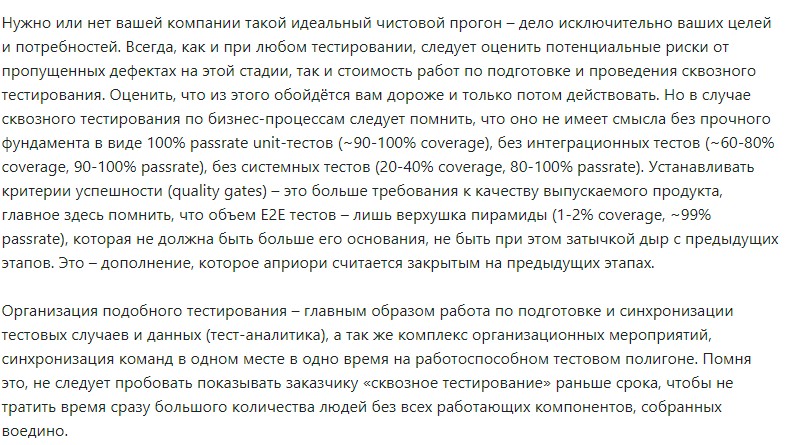 Нужно или нет вашей компании такой идеальный чистовой прогон – дело исключительно ваших целей
и потребностей. Всегда, как и при любом тестировании, следует оценить потенциальные риски от
пропущенных дефектах на этой стадии, так и стоимость работ по подготовке и проведения сквозного
тестирования. Оценить, что из этого обойдётся вам дороже и только потом действовать. Но в случае
сквозного тестирования по бизнес-процессам следует помнить, что оно не имеет смысла без прочного
фундамента в виде 100% passrate unit-тестов (~90-100% coverage), без интеграционных тестов (~60-80%
coverage, 90-100% passrate), без системных тестов (20-40% coverage, 80-100% passrate). Устанавливать
критерии успешности (quality gates) – это больше требования к качеству выпускаемого продукта,
главное здесь помнить, что объем E2E тестов – лишь верхушка пирамиды (1-2% coverage, ~99%
passrate), которая не должна быть больше его основания, не быть при этом затычкой дыр с предыдущих
этапов. Это – дополнение, которое априори считается закрытым на предыдущих этапах.
Организация подобного тестирования – главным образом работа по подготовке и синхронизации
тестовых случаев и данных (тест-аналитика), а так же комплекс организационных мероприятий,
синхронизация команд в одном месте в одно время на работоспособном тестовом полигоне. Помня
это, не следует пробовать показывать заказчику «сквозное тестирование» раньше срока, чтобы не
тратить время сразу большого количества людей без всех работающих компонентов, собранных
воедино.